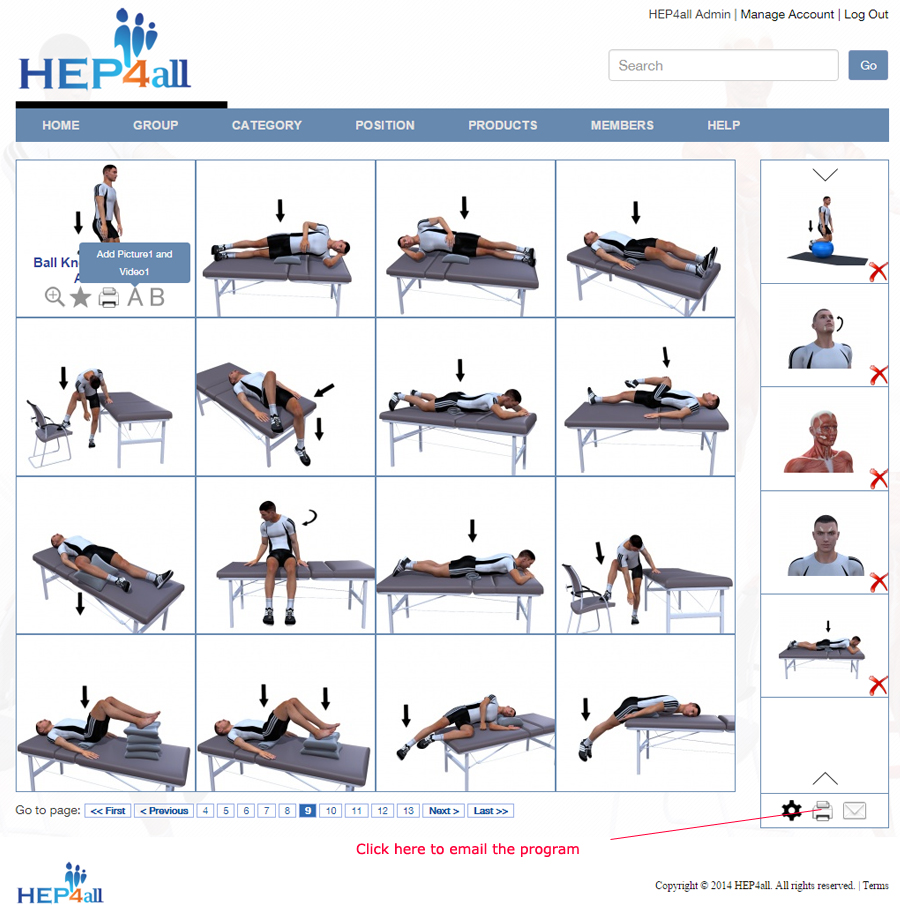 HEP4all Admin | Manage Account | Log Out
HEP4all
Search
Go
HOME GROUP CATEGORY POSITION PRODUCTS MEMBERS HELP
Add Picture1 and
Video1
Ball Kn
A B
Go to page: << First < Previous 4 5 6 7 8 9 10 11 12 13 Next > Last >>
Click here to email the program
HEP4all
Copyright © 2014 HEP4all. All rights reserved. | Terms